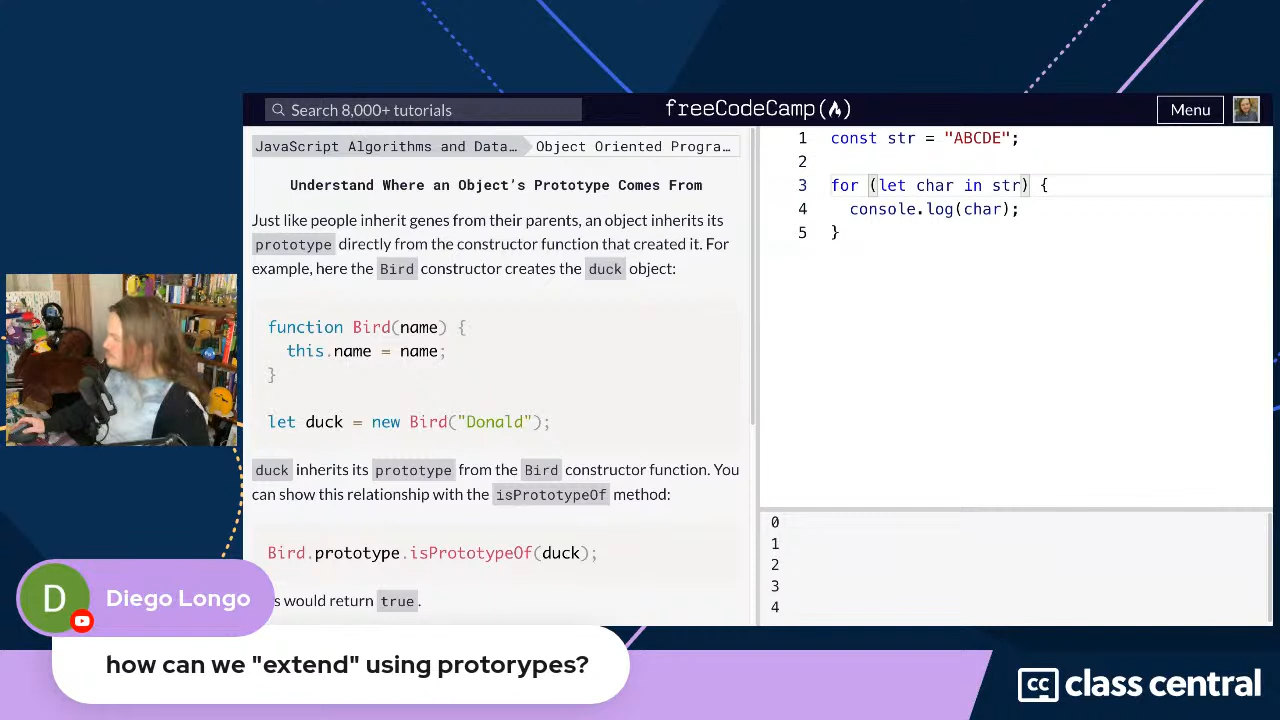 Search 8,000+ tutorials
freeCodeCamp(🔥)
Menu
JavaScript Algorithms and Data…
Object Oriented Progra…
Understand Where an Object's Prototype Comes From
Just like people inherit genes from their parents, an object inherits its
prototype directly from the constructor function that created it. For
example, here the Bird constructor creates the duck object:
function Bird(name) {
this.name = name;
}
let duck = new Bird("Donald");
duck inherits its prototype from the Bird constructor function. You
can show this relationship with the isPrototypeOf method:
Bird.prototype.isPrototypeOf(duck);
s would return true.
1 const str = "ABCDE";
2
3 for (let char in str) {
4 console.log(char);
5 }
0
1
2
3
4
D
Diego Longo
how can we "extend" using protorypes?
cc
class central